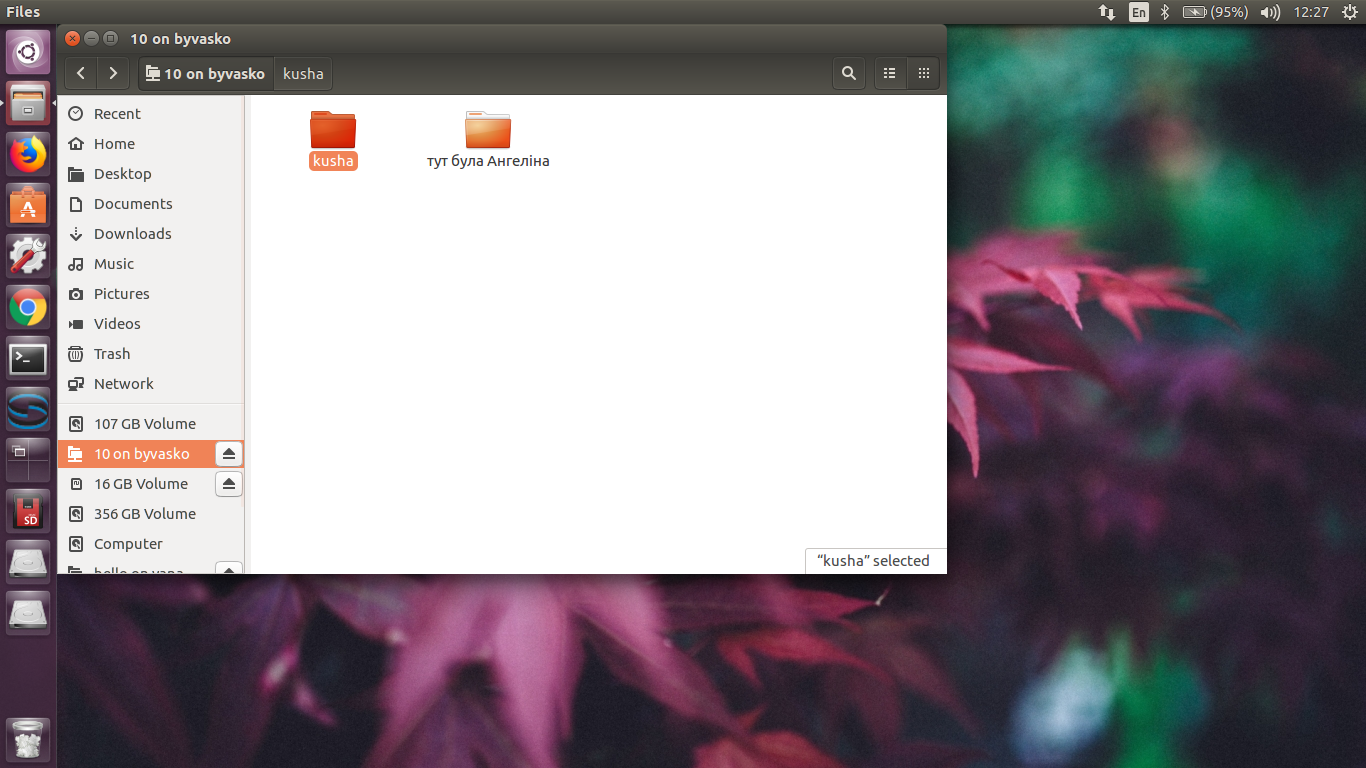 Files
En
(95%)
12:27
10 on byvasko
10 on byvasko
kusha
Recent
Home
Desktop
Documents
Downloads
Music
Pictures
Videos
Trash
Network
107 GB Volume
10 on byvasko
16 GB Volume
356 GB Volume
Computer
kusha
тут була Ангеліна
“kusha” selected
SD